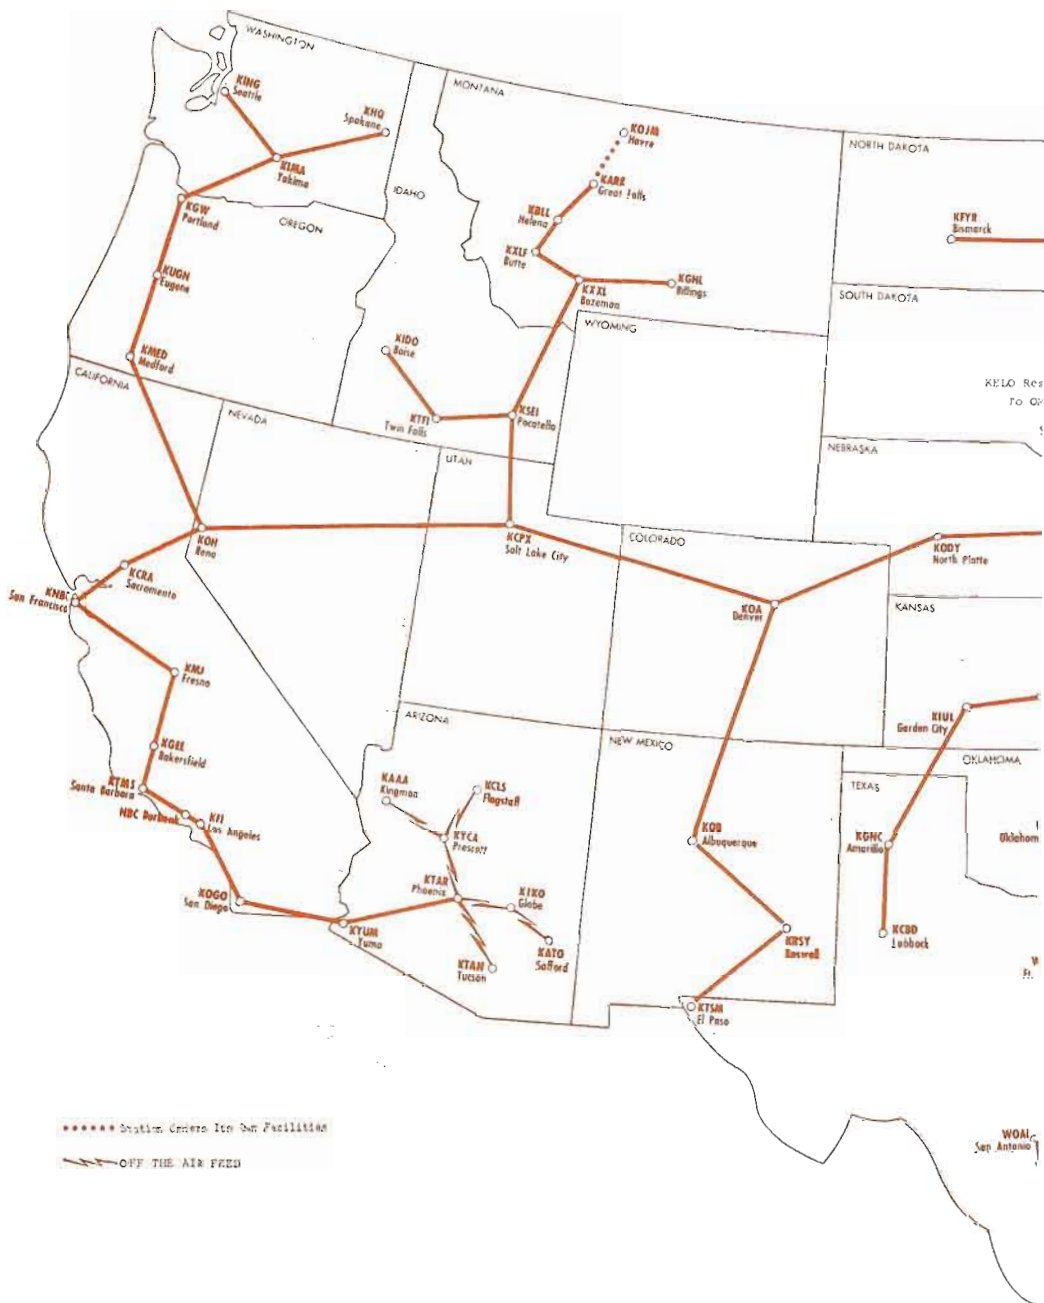 WASHINGTON
KING
Seattle
KHQ
Spokane
KIMA
Yakima
KGW
Portland
OREGON
IDAHO
MONTANA
KOJM
Havre
KARR
Great Falls
KBLL
Helena
KXLF
Butte
KXXL
Bozeman
KGHL
Billings
NORTH DAKOTA
KFYR
Bismarck
SOUTH DAKOTA
WYOMING
KUGN
Eugene
KMED
Medford
CALIFORNIA
NEVADA
KIDO
Boise
KTFI
Twin Falls
KSEI
Pocatello
KELO Res
To
NEBRASKA
UTAH
KOH
Reno
KCPX
Salt Lake City
COLORADO
KODY
North Platte
KCRA
Sacramento
KNBC
San Francisco
KOA
Denver
KANSAS
KMJ
Fresno
KIUL
Garden City
ARIZONA
NEW MEXICO
OKLAHOMA
TEXAS
KGEE
Bakersfield
KTMS
Santa Barbara
NBC Burbank
KFI
Los Angeles
KAAA
Kingman
KCLS
Flagstaff
KYCA
Prescott
KOB
Albuquerque
KGNC
Amarillo
Oklahom
KTAR
Phoenix
KIKO
Globe
KOGO
San Diego
KYUM
Yuma
KATO
Safford
KTAN
Tucson
KRSY
Roswell
KCBD
Lubbock
W
Ft.
KTSM
El Paso
Station Orders Its Own Facilities
OFF THE AIR FEED
WOAI
San Antonio